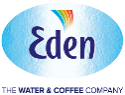 Eden
THE WATER & COFFEE COMPANY